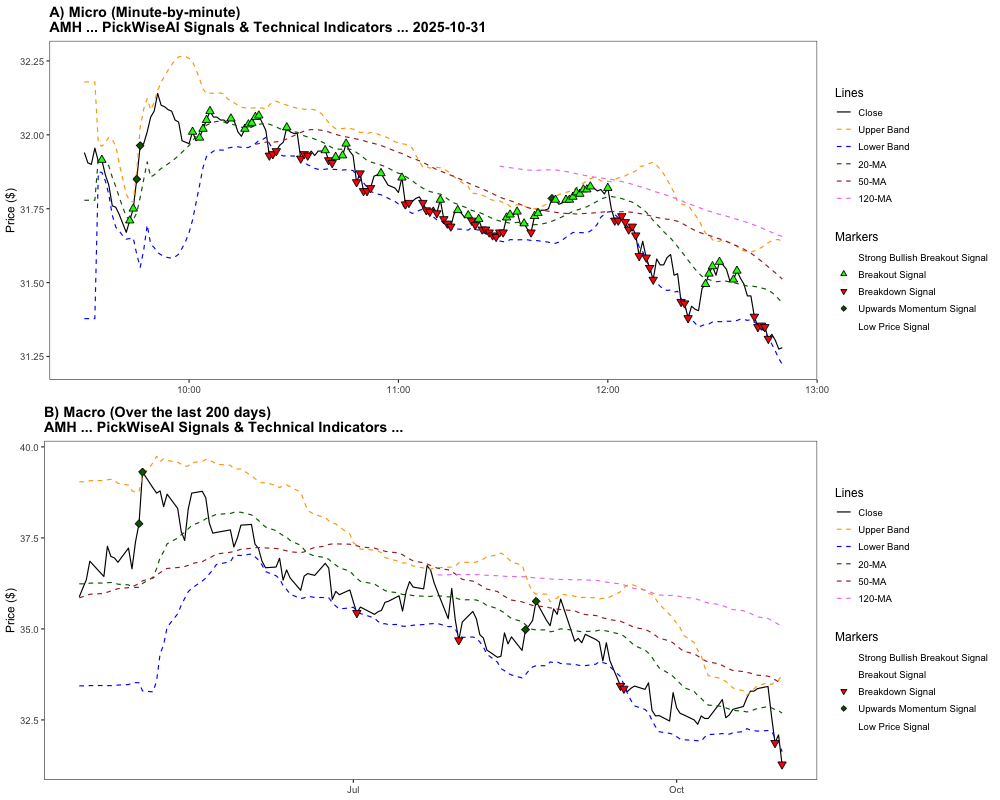 A) Micro (Minute-by-minute)
AMH ... PickWiseAI Signals & Technical Indicators ... 2025-10-31
Price ($)
32.25
32.00
31.75
31.50
31.25
10:00
11:00
12:00
13:00
Lines
Close
Upper Band
Lower Band
20-MA
50-MA
120-MA
Markers
Strong Bullish Breakout Signal
Breakout Signal
Breakdown Signal
Upwards Momentum Signal
Low Price Signal
B) Macro (Over the last 200 days)
AMH ... PickWiseAI Signals & Technical Indicators ...
Price ($)
40.0
37.5
35.0
32.5
Jul
Oct
Lines
Close
Upper Band
Lower Band
20-MA
50-MA
120-MA
Markers
Strong Bullish Breakout Signal
Breakout Signal
Breakdown Signal
Upwards Momentum Signal
Low Price Signal